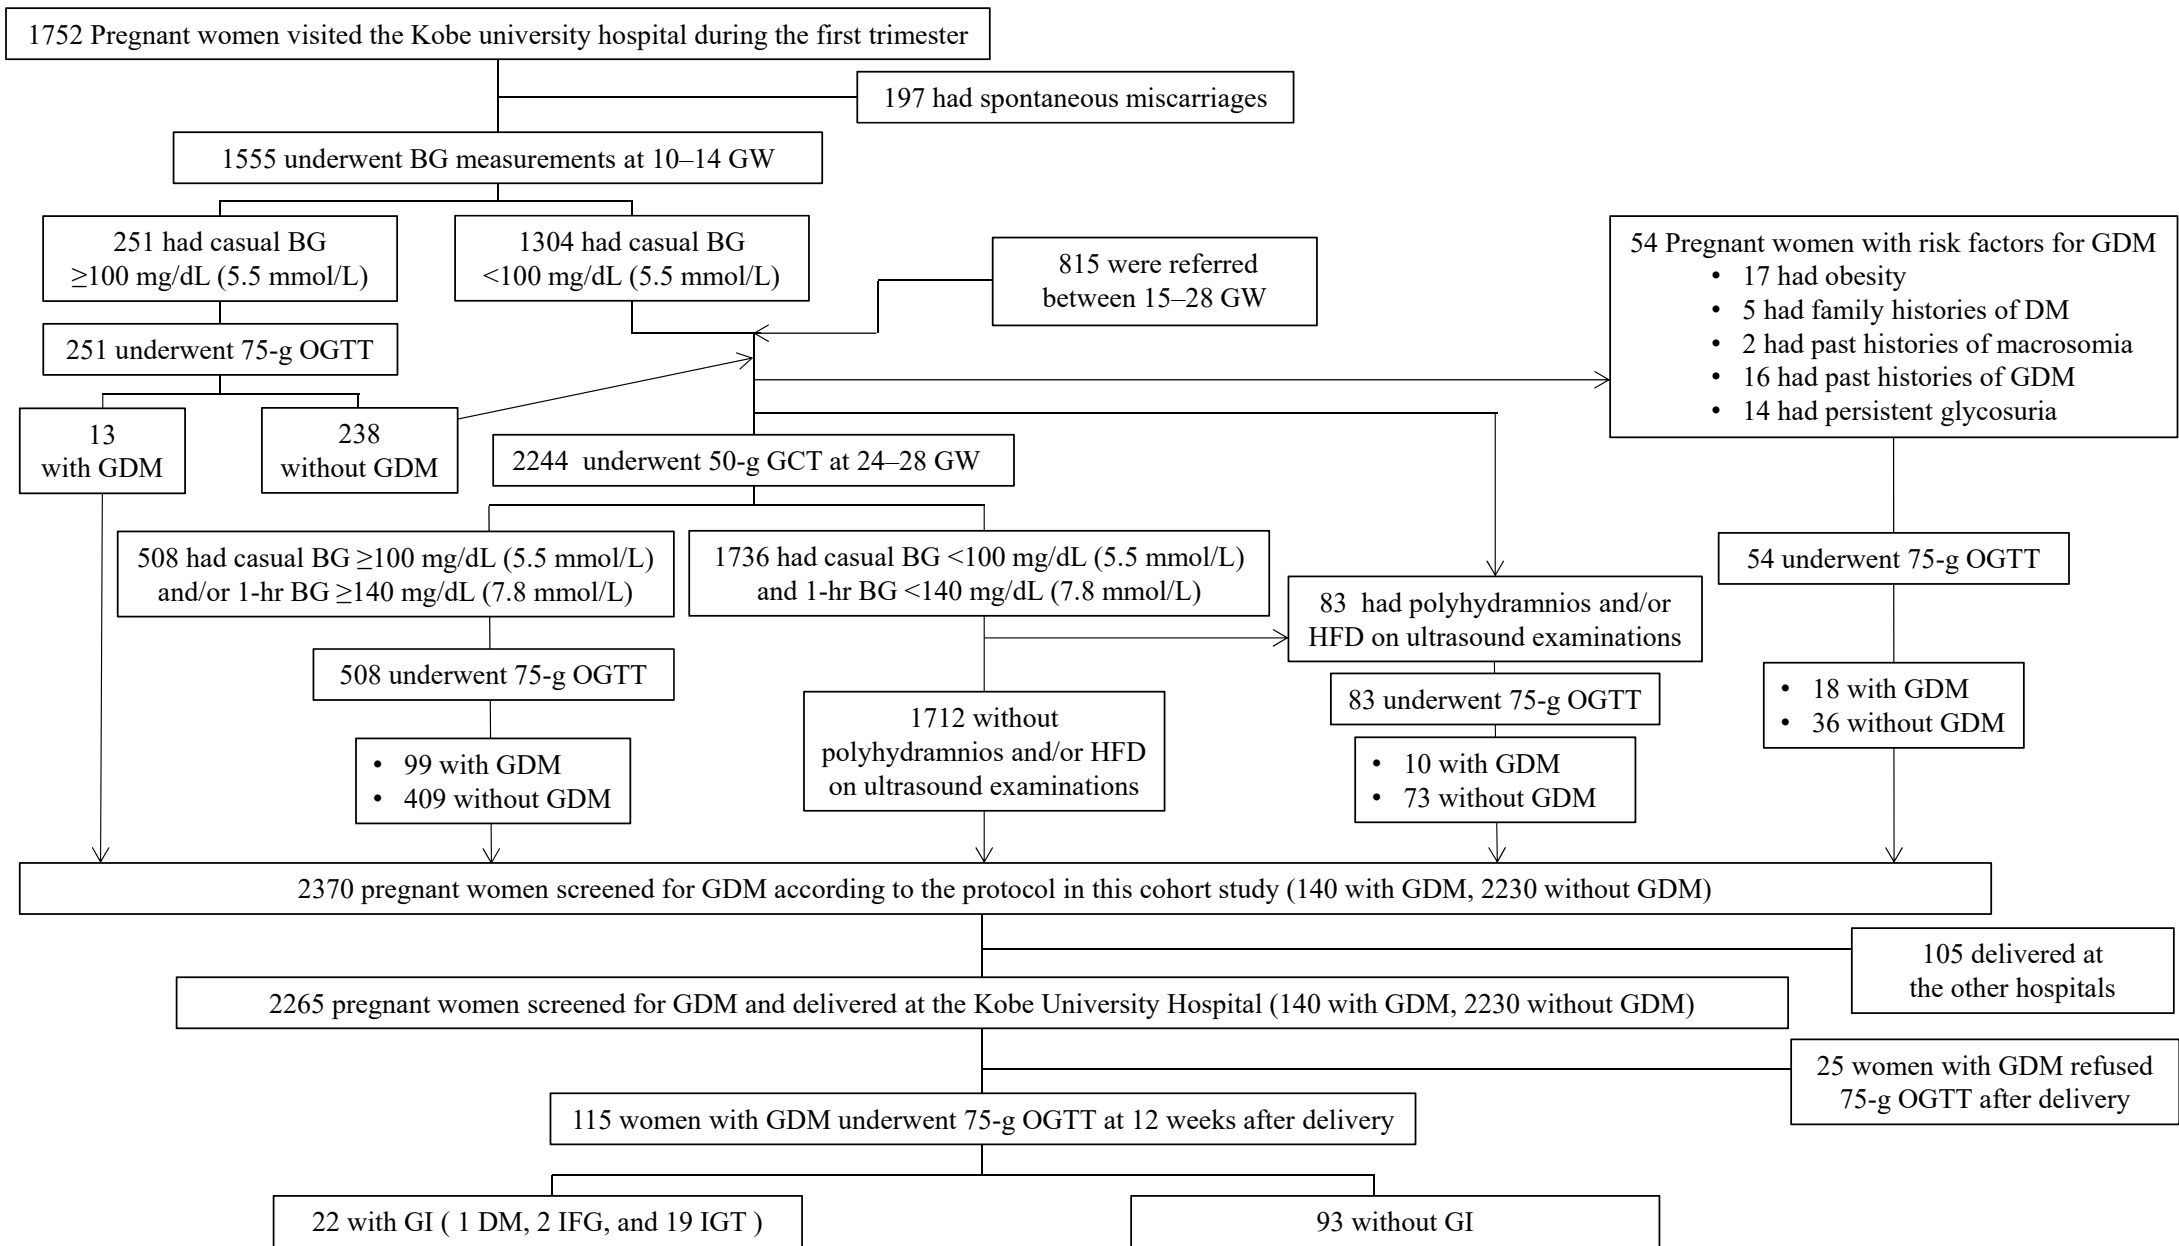 1752 Pregnant women visited the Kobe university hospital during the first trimester
197 had spontaneous miscarriages
1555 underwent BG measurements at 10–14 GW
251 had casual BG
≥100 mg/dL (5.5 mmol/L)
1304 had casual BG
<100 mg/dL (5.5 mmol/L)
815 were referred
between 15–28 GW
54 Pregnant women with risk factors for GDM
• 17 had obesity
• 5 had family histories of DM
• 2 had past histories of macrosomia
• 16 had past histories of GDM
• 14 had persistent glycosuria
251 underwent 75-g OGTT
13
with GDM
238
without GDM
2244 underwent 50-g GCT at 24–28 GW
508 had casual BG ≥100 mg/dL (5.5 mmol/L)
and/or 1-hr BG ≥140 mg/dL (7.8 mmol/L)
1736 had casual BG <100 mg/dL (5.5 mmol/L)
and 1-hr BG <140 mg/dL (7.8 mmol/L)
83 had polyhydramnios and/or
HFD on ultrasound examinations
54 underwent 75-g OGTT
508 underwent 75-g OGTT
1712 without
polyhydramnios and/or HFD
on ultrasound examinations
83 underwent 75-g OGTT
• 18 with GDM
• 36 without GDM
• 99 with GDM
• 409 without GDM
• 10 with GDM
• 73 without GDM
2370 pregnant women screened for GDM according to the protocol in this cohort study (140 with GDM, 2230 without GDM)
105 delivered at
the other hospitals
2265 pregnant women screened for GDM and delivered at the Kobe University Hospital (140 with GDM, 2230 without GDM)
25 women with GDM refused
75-g OGTT after delivery
115 women with GDM underwent 75-g OGTT at 12 weeks after delivery
22 with GI ( 1 DM, 2 IFG, and 19 IGT )
93 without GI